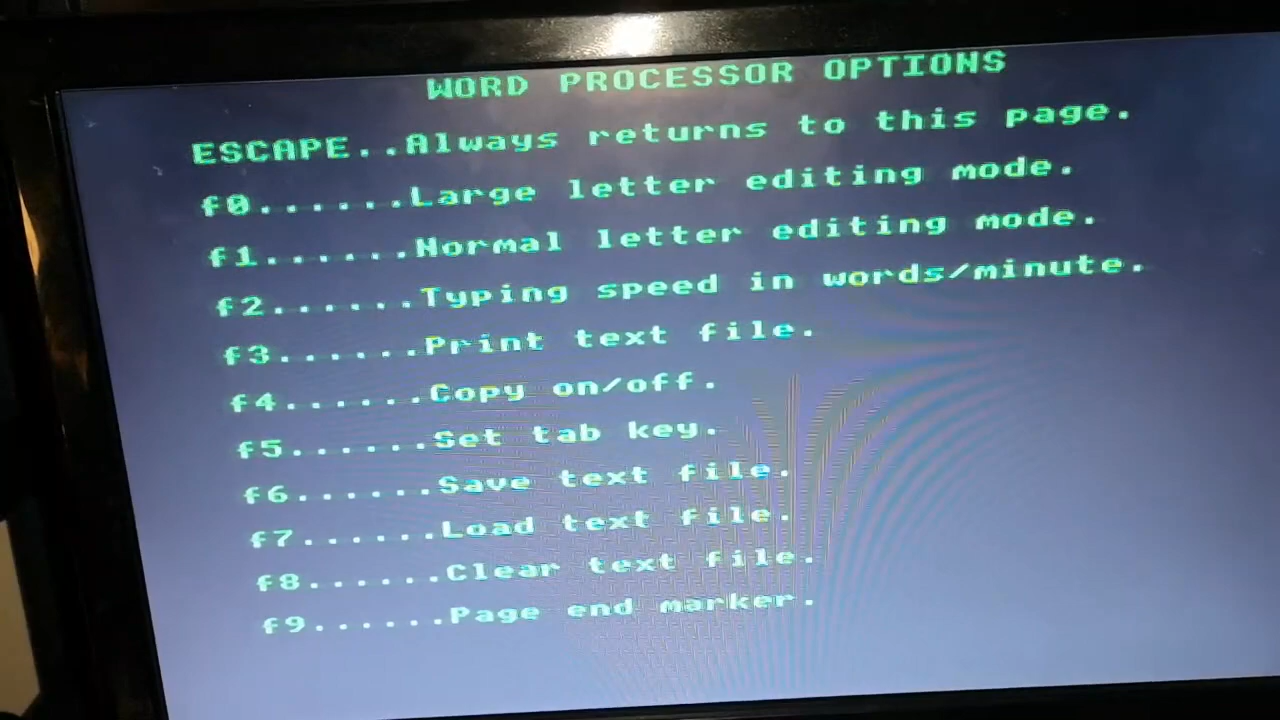 WORD PROCESSOR OPTIONS
ESCAPE..Always returns to this page.
f0......Large letter editing mode.
f1......Normal letter editing mode.
f2......Typing speed in words/minute.
f3......Print text file.
f4......Copy on/off.
f5......Set tab key.
f6......Save text file.
f7......Load text file.
f8......Clear text file.
f9......Page end marker.